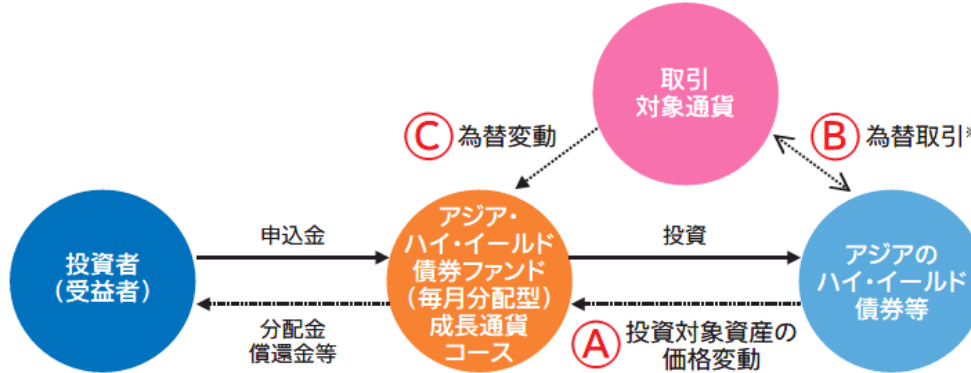 取引
対象通貨
Ⓒ 為替変動
Ⓑ 為替取引*
投資者
（受益者）
申込金
分配金
償還金等
アジア・
ハイ・イールド
債券ファンド
（毎月分配型）
成長通貨
コース
投資
Ⓐ 投資対象資産の
価格変動
アジアの
ハイ・イールド
債券等